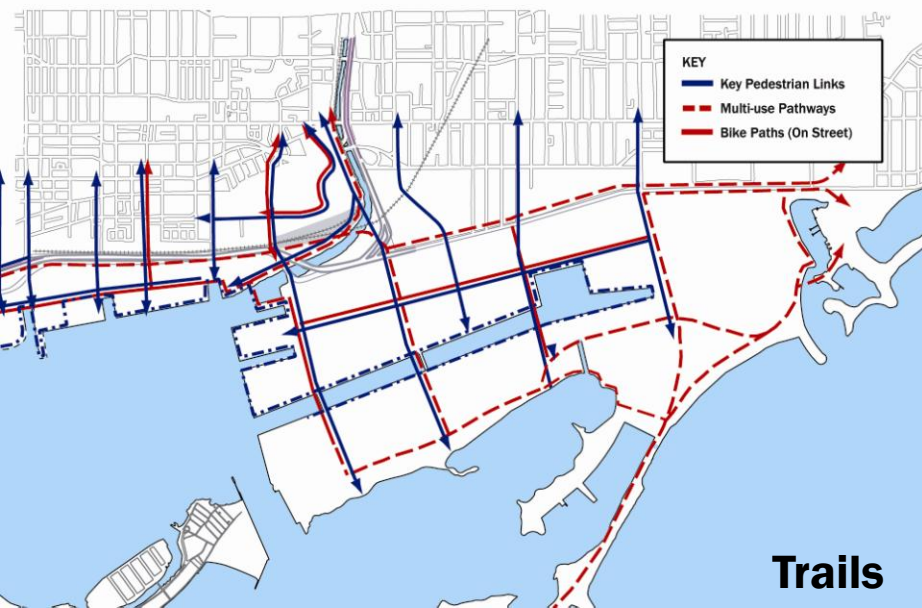 KEY
Key Pedestrian Links
Multi-use Pathways
Bike Paths (On Street)
Trails